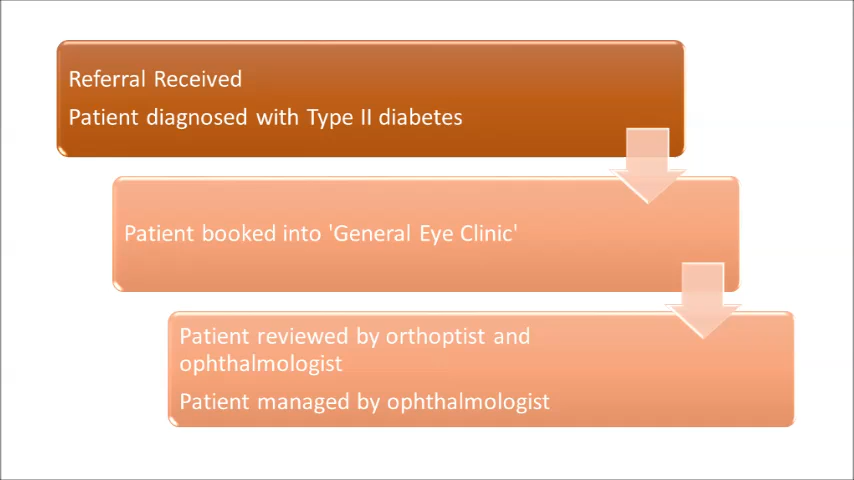 Referral Received
Patient diagnosed with Type II diabetes
Patient booked into 'General Eye Clinic'
Patient reviewed by orthoptist and
ophthalmologist
Patient managed by ophthalmologist